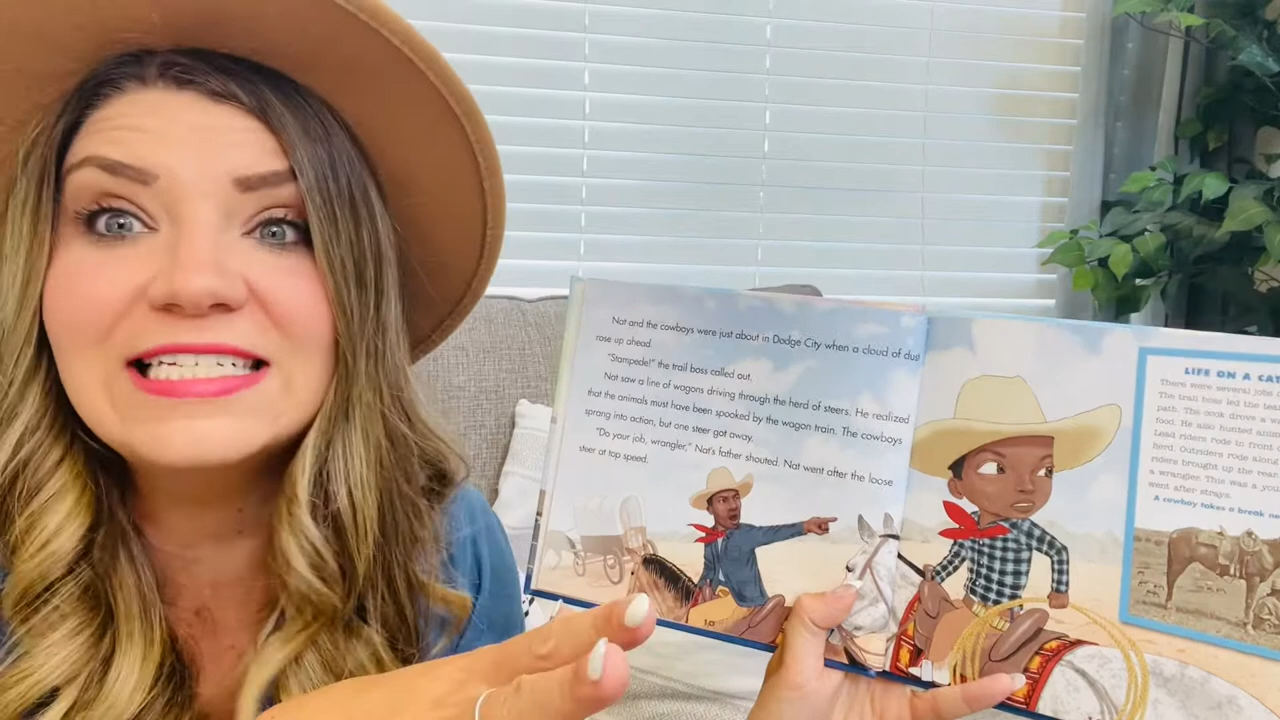 Nat and the cowboys were just about in Dodge City when a cloud of dust
rose up ahead.
"Stampede!" the trail boss called out.
Nat saw a line of wagons driving through the herd of steers. He realized
that the animals must have been spooked by the wagon train. The cowboys
sprang into action, but one steer got away.
"Do your job, wrangler," Nat's father shouted. Nat went after the loose
steer at top speed.
LIFE ON A CAT
There were several jobs
The trail boss led the
path. The cook drove a
food. He also hunted
Lead riders rode in front
herd. Outriders rode along
riders brought up the rear.
a wrangler. This was a
went after strays.
A cowboy takes a break